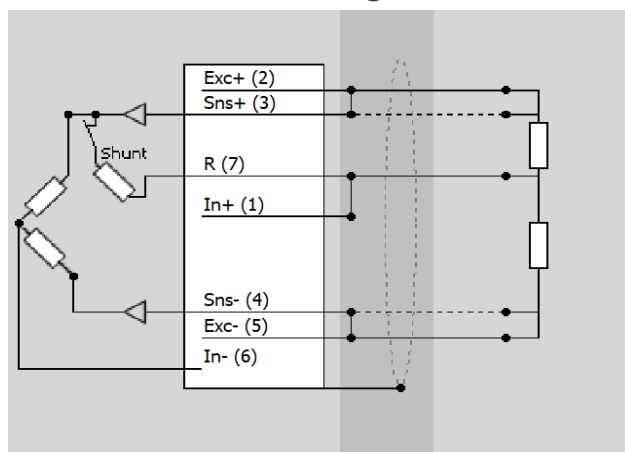 Exc+ (2)
Sns+ (3)
Shunt
R (7)
In+ (1)
Sns- (4)
Exc- (5)
In- (6)